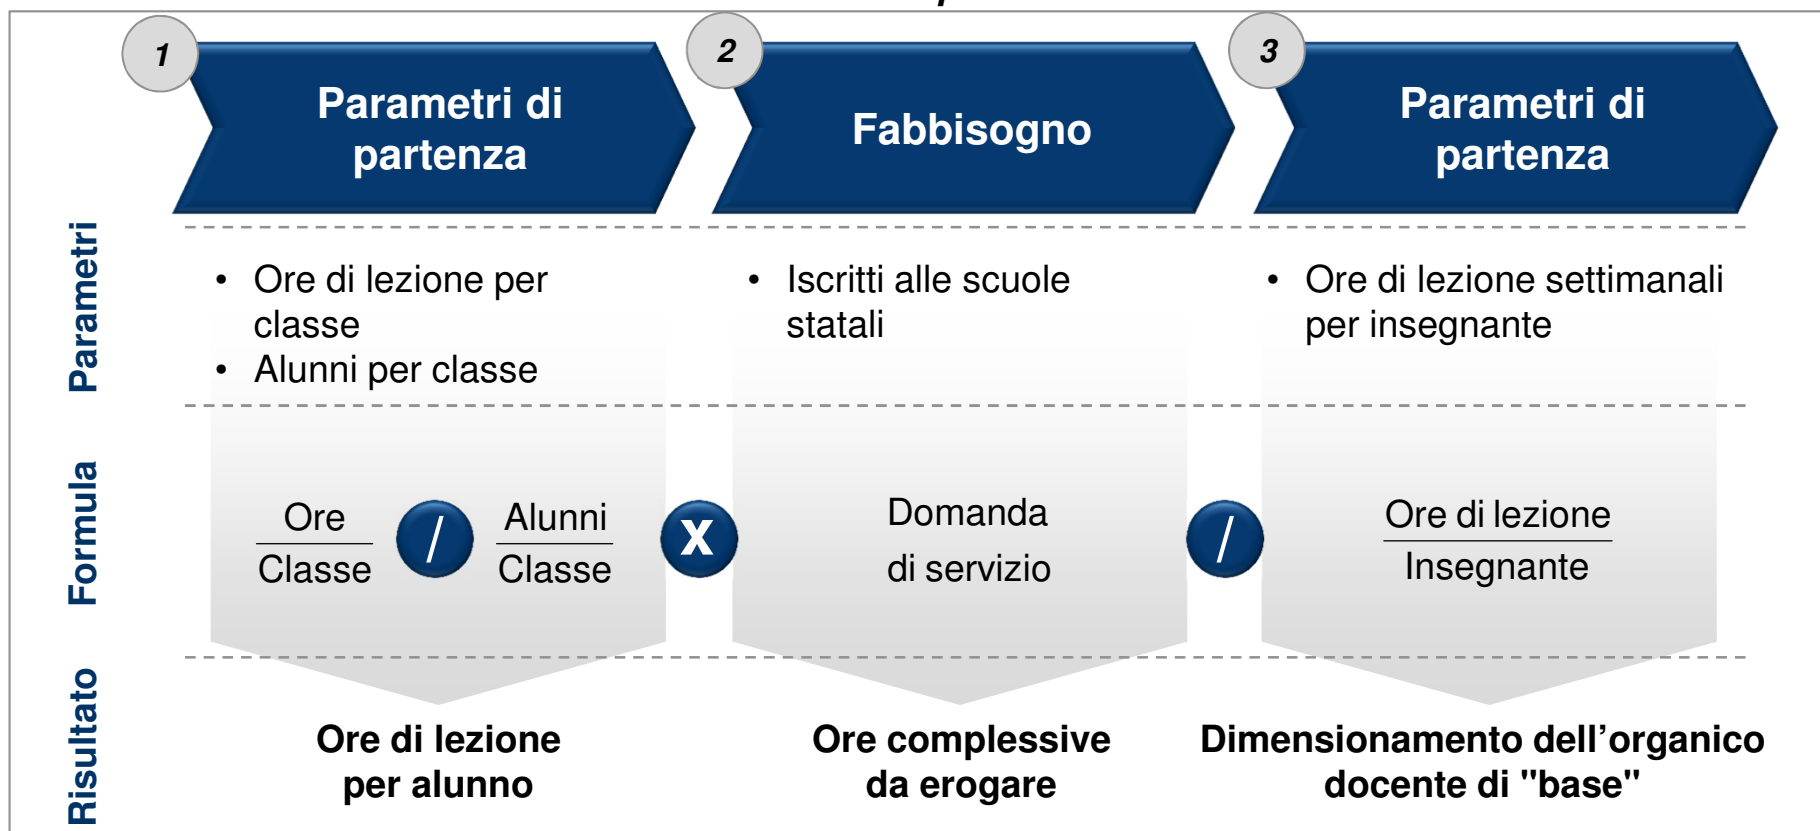 1
Parametri di
partenza
2
Fabbisogno
3
Parametri di
partenza
Parametri
• Ore di lezione per
classe
• Alunni per classe
• Iscritti alle scuole
statali
• Ore di lezione settimanali
per insegnante
Formula
Ore
Classe
/
Alunni
Classe
X
Domanda
di servizio
/
Ore di lezione
Insegnante
Risultato
Ore di lezione
per alunno
Ore complessive
da erogare
Dimensionamento dell’organico
docente di "base"